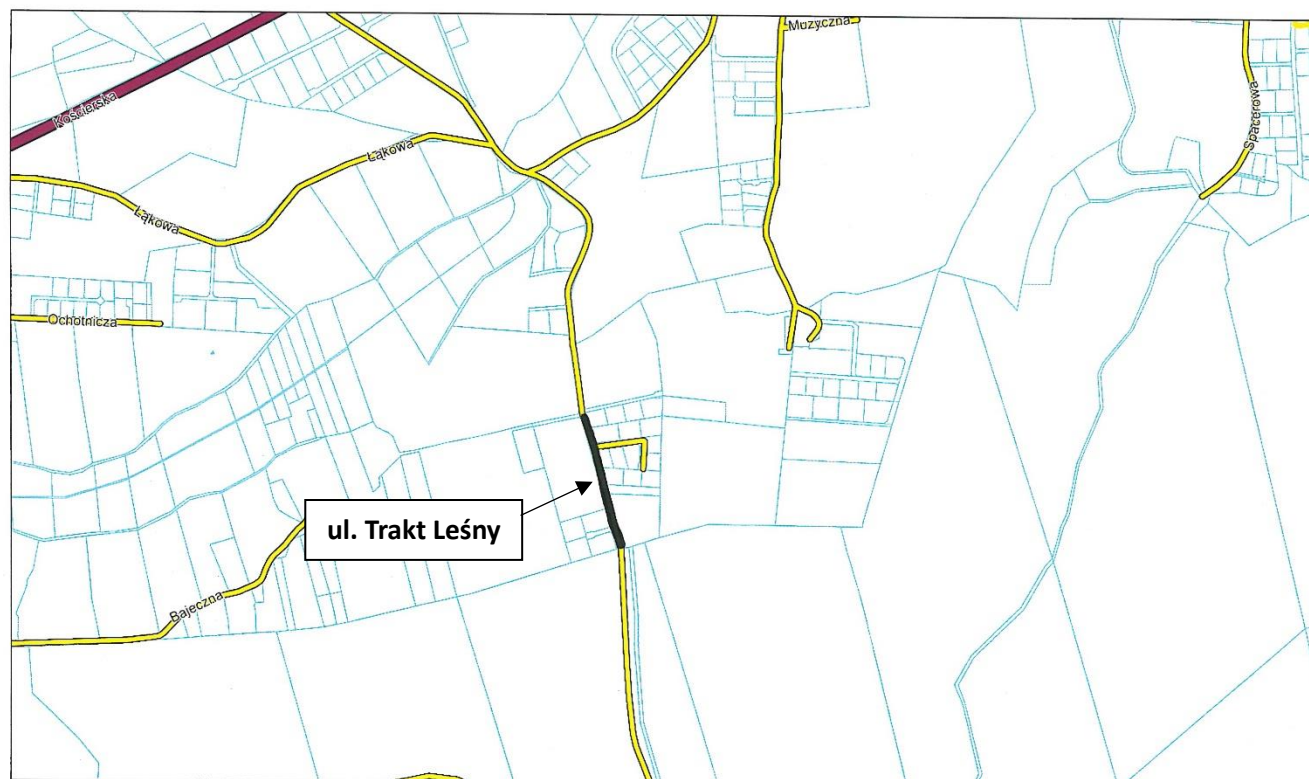 Muzyczna
Kościerska
Spacerowa
Łąkowa
Łąkowa
Ochotnicza
ul. Trakt Leśny
Bajeczna